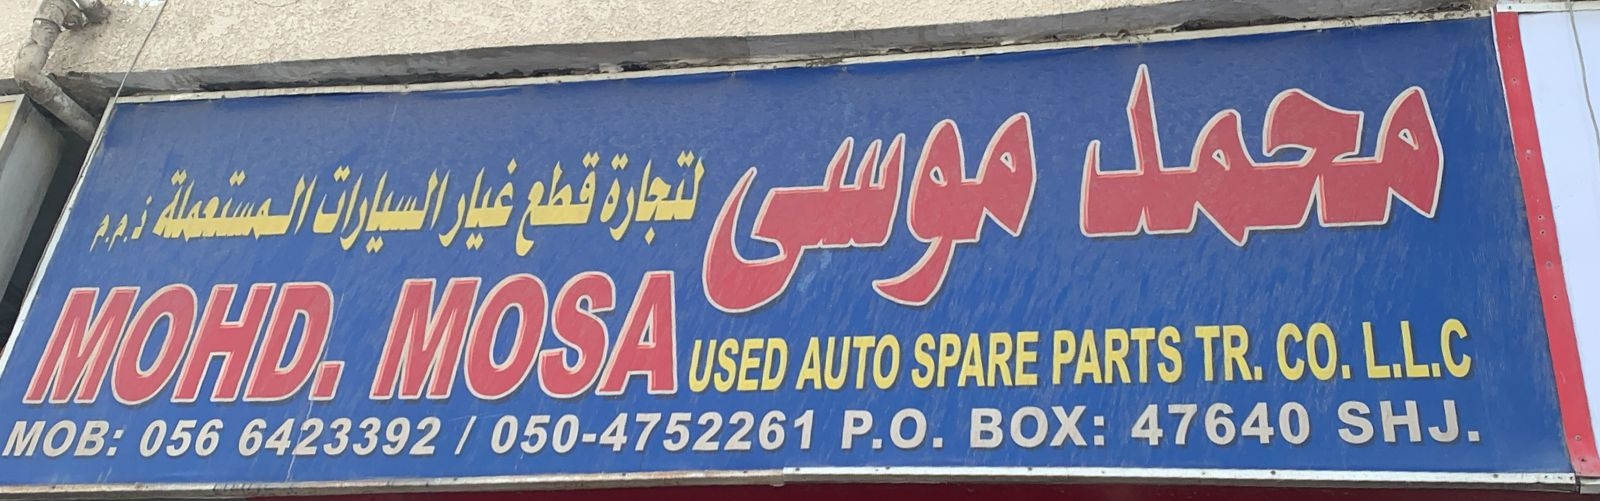 محمد موسى
لتجارة قطع غيار السيارات المستعملة ذ.م.م
MOHD. MOSA
USED AUTO SPARE PARTS TR. CO. L.L.C
MOB: 056 6423392 / 050-4752261 P.O. BOX: 47640 SHJ.